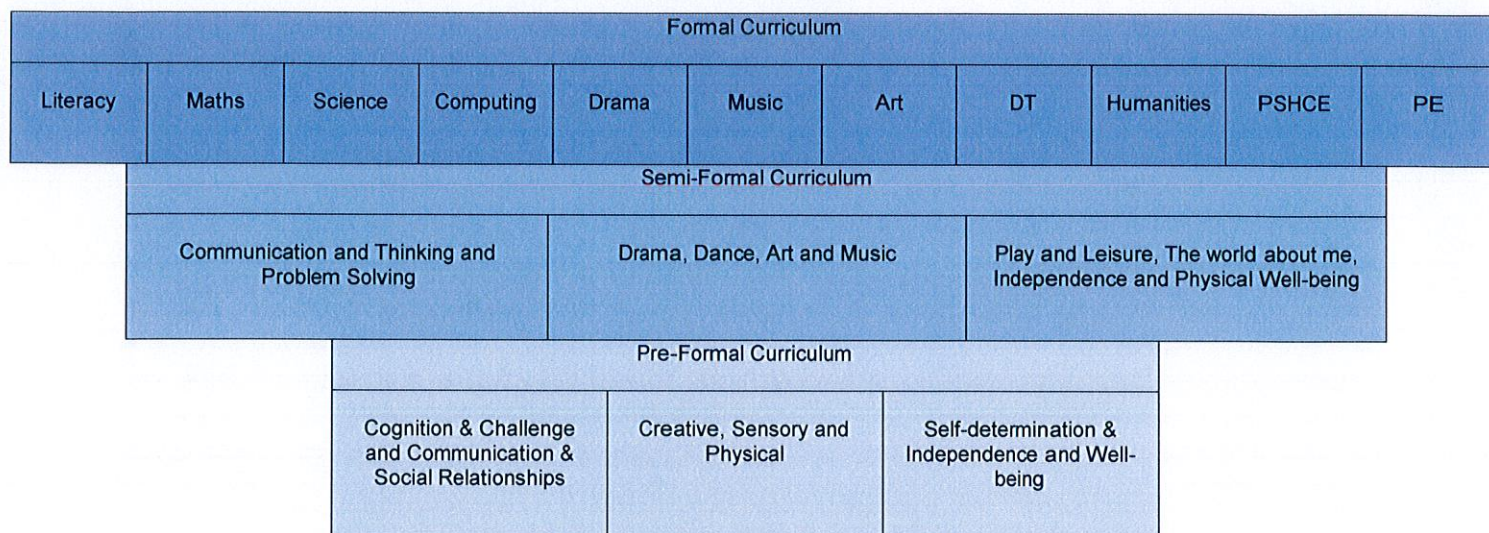 Formal Curriculum
Literacy Maths Science Computing Drama Music Art DT Humanities PSHCE PE
Semi-Formal Curriculum
Communication and Thinking and
Problem Solving
Drama, Dance, Art and Music
Play and Leisure, The world about me,
Independence and Physical Well-being
Pre-Formal Curriculum
Cognition & Challenge
and Communication &
Social Relationships
Creative, Sensory and
Physical
Self-determination &
Independence and Well-
being